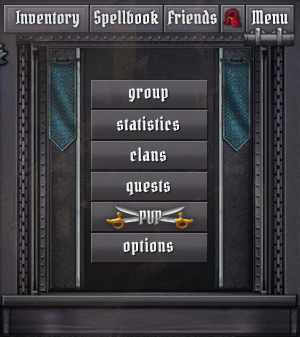 Inventory Spellbook Friends R Menu
group
statistics
clans
quests
pvp
options